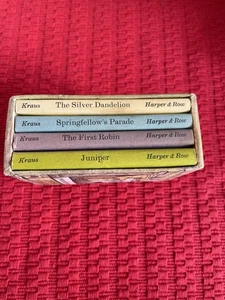 Kraus The Silver Dandelion Harper & Row
Kraus Springfellow's Parade Harper & Row
Kraus The First Robin Harper & Row
Kraus Juniper Harper & Row